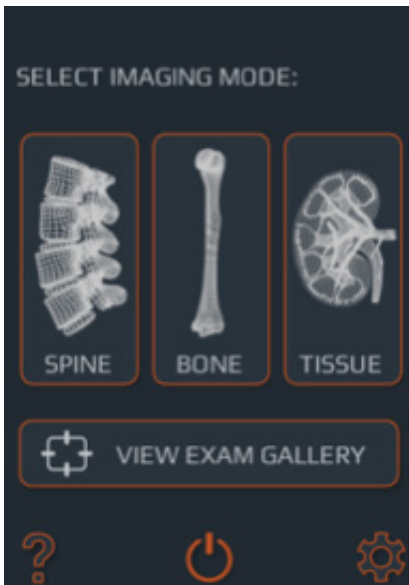 SELECT IMAGING MODE:
SPINE BONE TISSUE
VIEW EXAM GALLERY
?